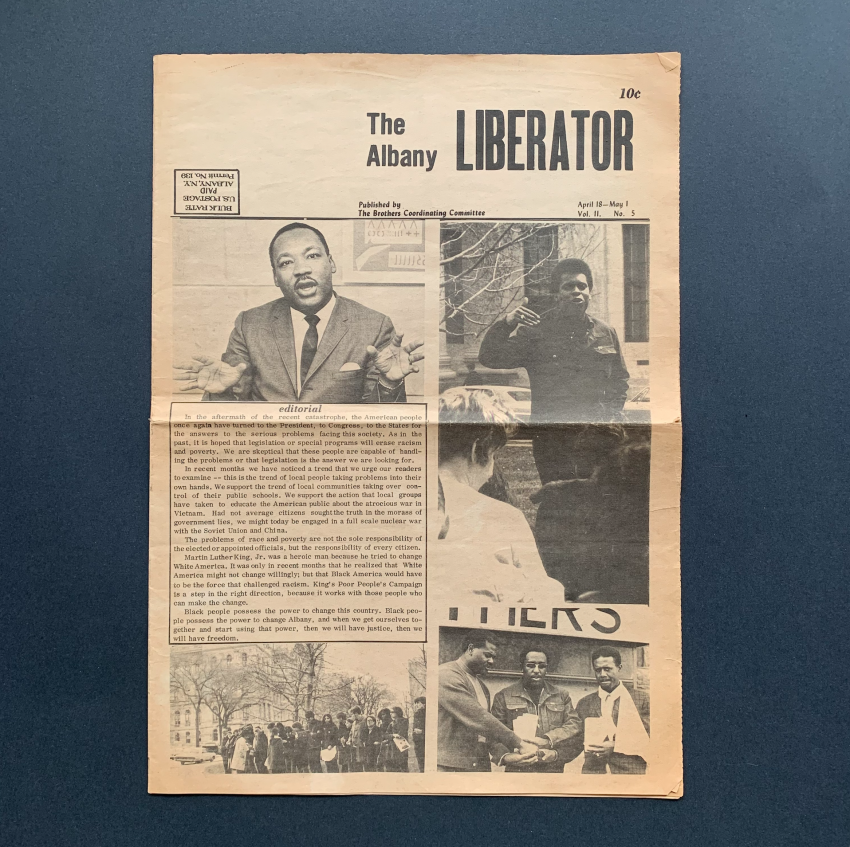 10¢
The
Albany LIBERATOR
BULK RATE
U.S. POSTAGE
PAID
ALBANY, N.Y.
Permit No. 139
Published by
The Brothers Coordinating Committee
April 18—May 1
Vol. II. No. 5
editorial
In the aftermath of the recent catastrophe, the American people
once again have turned to the President, to Congress, to the States for
the answers to the serious problems facing this society. As in the
past, it is hoped that legislation or special programs will erase racism
and poverty. We are skeptical that these people are capable of handl-
ing the problems or that legislation is the answer we are looking for.
In recent months we have noticed a trend that we urge our readers
to examine -- this is the trend of local people taking problems into their
own hands. We support the trend of local communities taking over con-
trol of their public schools. We support the action that local groups
have taken to educate the American public about the atrocious war in
Vietnam. Had not average citizens sought the truth in the morass of
government lies, we might today be engaged in a full scale nuclear war
with the Soviet Union and China.
The problems of race and poverty are not the sole responsibility of
the elected or appointed officials, but the responsibility of every citizen.
Martin Luther King, Jr. was a heroic man because he tried to change
White America. It was only in recent months that he realized that White
America might not change willingly; but that Black America would have
to be the force that challenged racism. King's Poor People's Campaign
is a step in the right direction, because it works with those people who
can make the change.
Black people possess the power to change this country. Black peo-
ple possess the power to change Albany, and when we get ourselves to-
gether and start using that power, then we will have justice, then we
will have freedom.
THERS